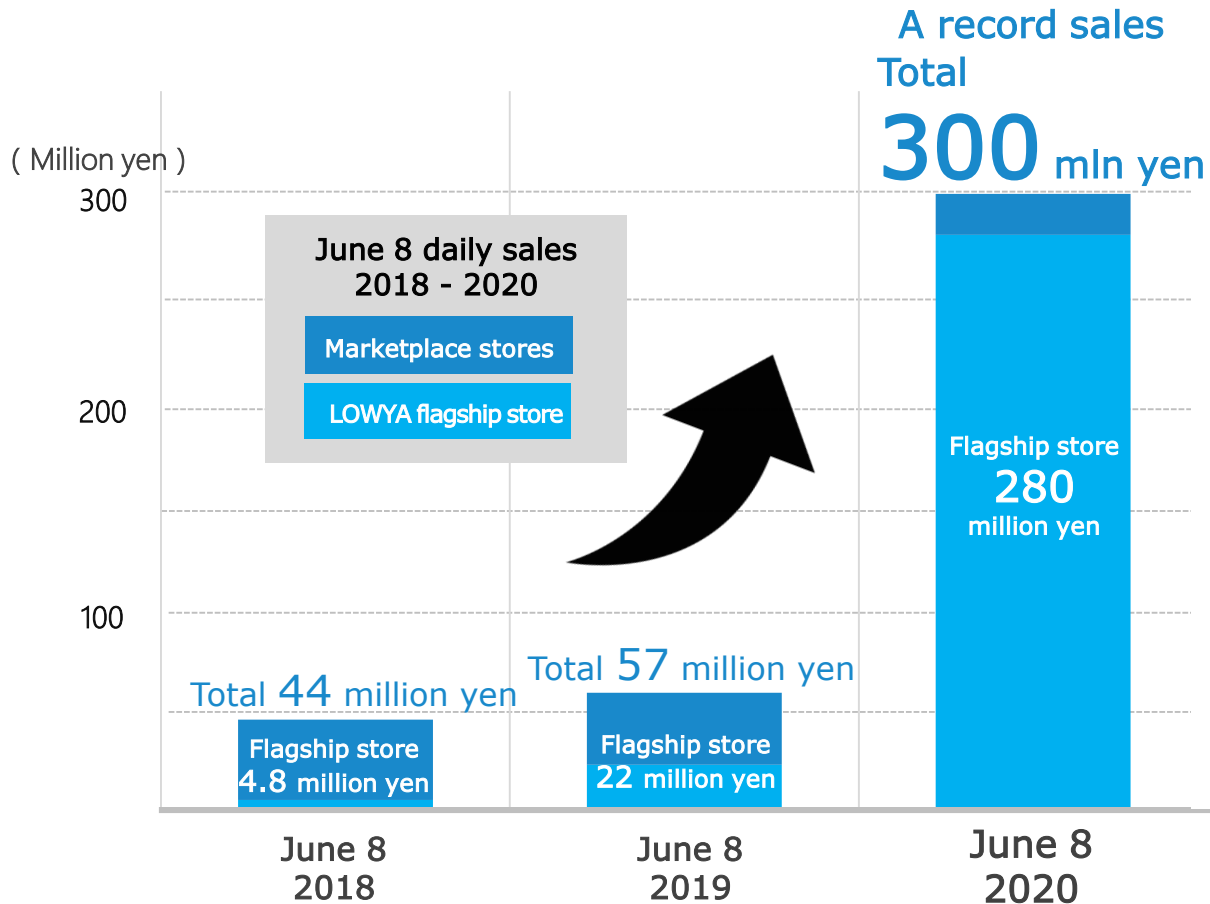 A record sales
Total
300 mln yen
( Million yen )
300
200
100
June 8 daily sales
2018 - 2020
Marketplace stores
LOWYA flagship store
Total 44 million yen
Flagship store
4.8 million yen
Total 57 million yen
Flagship store
22 million yen
Flagship store
280
million yen
June 8
2018
June 8
2019
June 8
2020